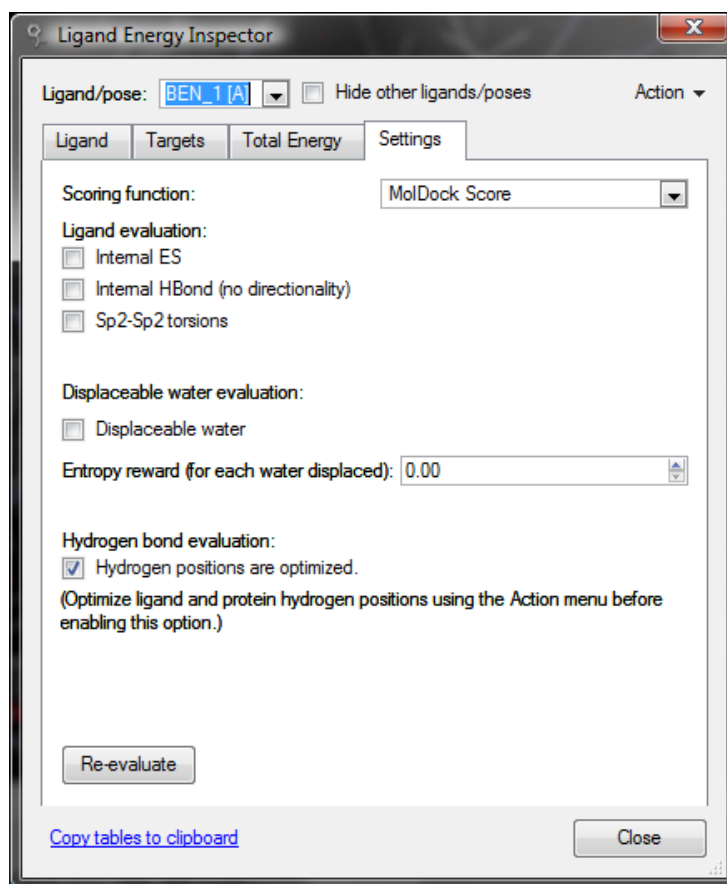 Ligand Energy Inspector
Ligand/pose: BEN_1 [A] Hide other ligands/poses Action
Ligand Targets Total Energy Settings
Scoring function: MolDock Score
Ligand evaluation:
Internal ES
Internal HBond (no directionality)
Sp2-Sp2 torsions
Displaceable water evaluation:
Displaceable water
Entropy reward (for each water displaced): 0.00
Hydrogen bond evaluation:
Hydrogen positions are optimized.
(Optimize ligand and protein hydrogen positions using the Action menu before
enabling this option.)
Re-evaluate
Copy tables to clipboard Close